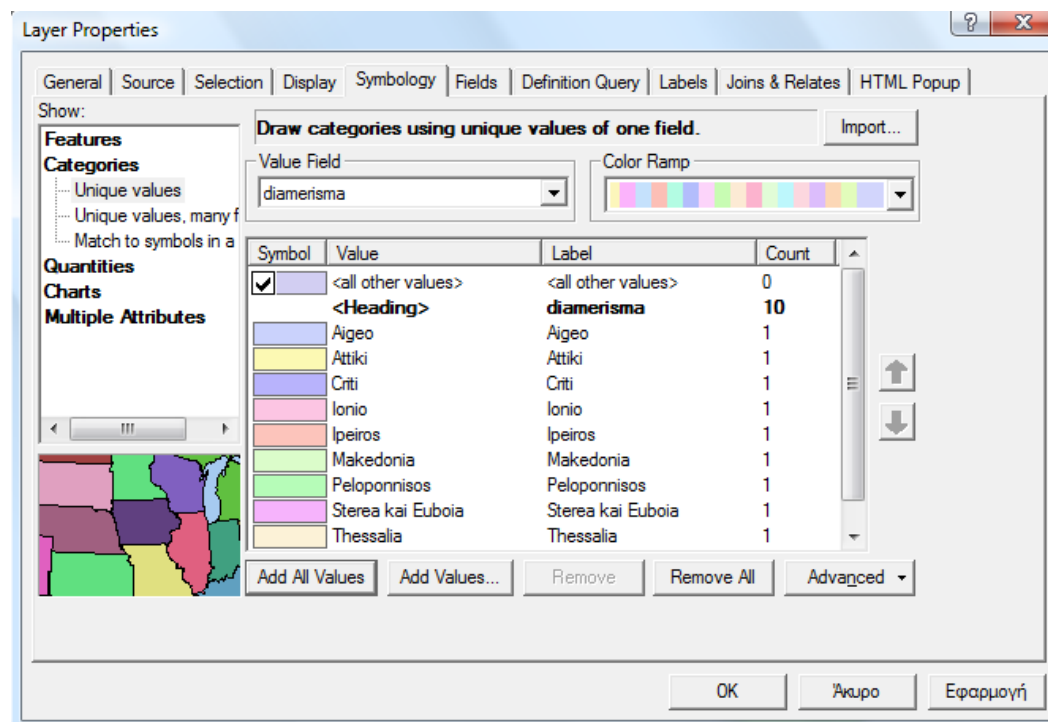 Layer Properties
General Source Selection Display Symbology Fields Definition Query Labels Joins & Relates HTML Popup
Show:
Features
Categories
Unique values
Unique values, many f
Match to symbols in a
Quantities
Charts
Multiple Attributes
Draw categories using unique values of one field.
Import...
Value Field
diamerisma
Color Ramp
Symbol Value Label Count
<all other values> <all other values> 0
<Heading> diamerisma 10
Aigeo Aigeo 1
Attiki Attiki 1
Criti Criti 1
Ionio Ionio 1
Ipeiros Ipeiros 1
Makedonia Makedonia 1
Peloponnisos Peloponnisos 1
Sterea kai Euboia Sterea kai Euboia 1
Thessalia Thessalia 1
Add All Values Add Values... Remove Remove All Advanced
OK Άκυρο Εφαρμογή